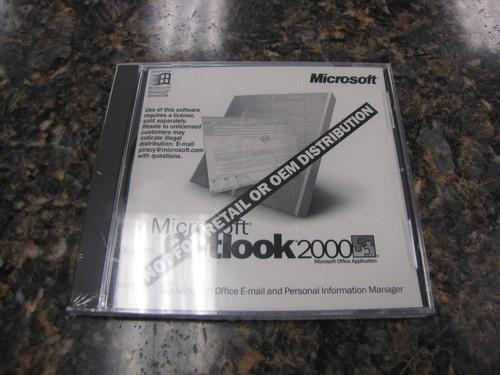 Microsoft
Use of this software
requires a license,
sold separately.
Resale to unlicensed
customers may
indicate illegal
distribution. E-mail
piracy@microsoft.com
with questions.
NOT FOR RETAIL OR OEM DISTRIBUTION
Microsoft
tlook 2000
Microsoft Office Application
Microsoft Office E-mail and Personal Information Manager